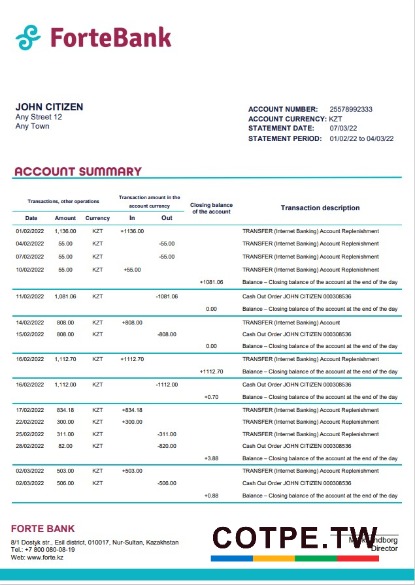 ForteBank
JOHN CITIZEN
Any Street 12
Any Town
ACCOUNT NUMBER: 25578992333
ACCOUNT CURRENCY: KZT
STATEMENT DATE: 07/03/22
STATEMENT PERIOD: 01/02/22 to 04/03/22
ACCOUNT SUMMARY
Transactions, other operations
Transaction amount in the account currency
Closing balance of the account
Transaction description
Date Amount Currency In Out
01/02/2022 1,136.00 KZT +1136.00 TRANSFER (Internet Banking) Account Replenishment
04/02/2022 55.00 KZT -55.00 TRANSFER (Internet Banking) Account Replenishment
07/02/2022 55.00 KZT -55.00 TRANSFER (Internet Banking) Account Replenishment
10/02/2022 55.00 KZT +55.00 TRANSFER (Internet Banking) Account Replenishment
+1081.06 Balance – Closing balance of the account at the end of the day
11/02/2022 1,081.06 KZT -1081.06 Cash Out Order JOHN CITIZEN 000308536
0.00 Balance – Closing balance of the account at the end of the day
14/02/2022 808.00 KZT +808.00 TRANSFER (Internet Banking) Account
15/02/2022 808.00 KZT -808.00 Cash Out Order JOHN CITIZEN 000308536
0.00 Balance – Closing balance of the account at the end of the day
16/02/2022 1,112.70 KZT +1112.70 TRANSFER (Internet Banking) Account Replenishment
+1112.70 Balance – Closing balance of the account at the end of the day
16/02/2022 1,112.00 KZT -1112.00 Cash Out Order JOHN CITIZEN 000308536
+0.70 Balance – Closing balance of the account at the end of the day
17/02/2022 834.18 KZT +834.18 TRANSFER (Internet Banking) Account Replenishment
22/02/2022 300.00 KZT +300.00 TRANSFER (Internet Banking) Account Replenishment
25/02/2022 311.00 KZT -311.00 Cash Out Order JOHN CITIZEN 000308536
28/02/2022 82.00 KZT -820.00 Cash Out Order JOHN CITIZEN 000308536
+3.88 Balance – Closing balance of the account at the end of the day
02/03/2022 503.00 KZT +503.00 TRANSFER (Internet Banking) Account Replenishment
02/03/2022 506.00 KZT -506.00 Cash Out Order JOHN CITIZEN 000308536
+0.88 Balance – Closing balance of the account at the end of the day
FORTE BANK
8/1 Dostyk str., Esil district, 010017, Nur-Sultan, Kazakhstan
Tel.: +7 800 080-08-19
Web: www.forte.kz
Director
COTPE.TW